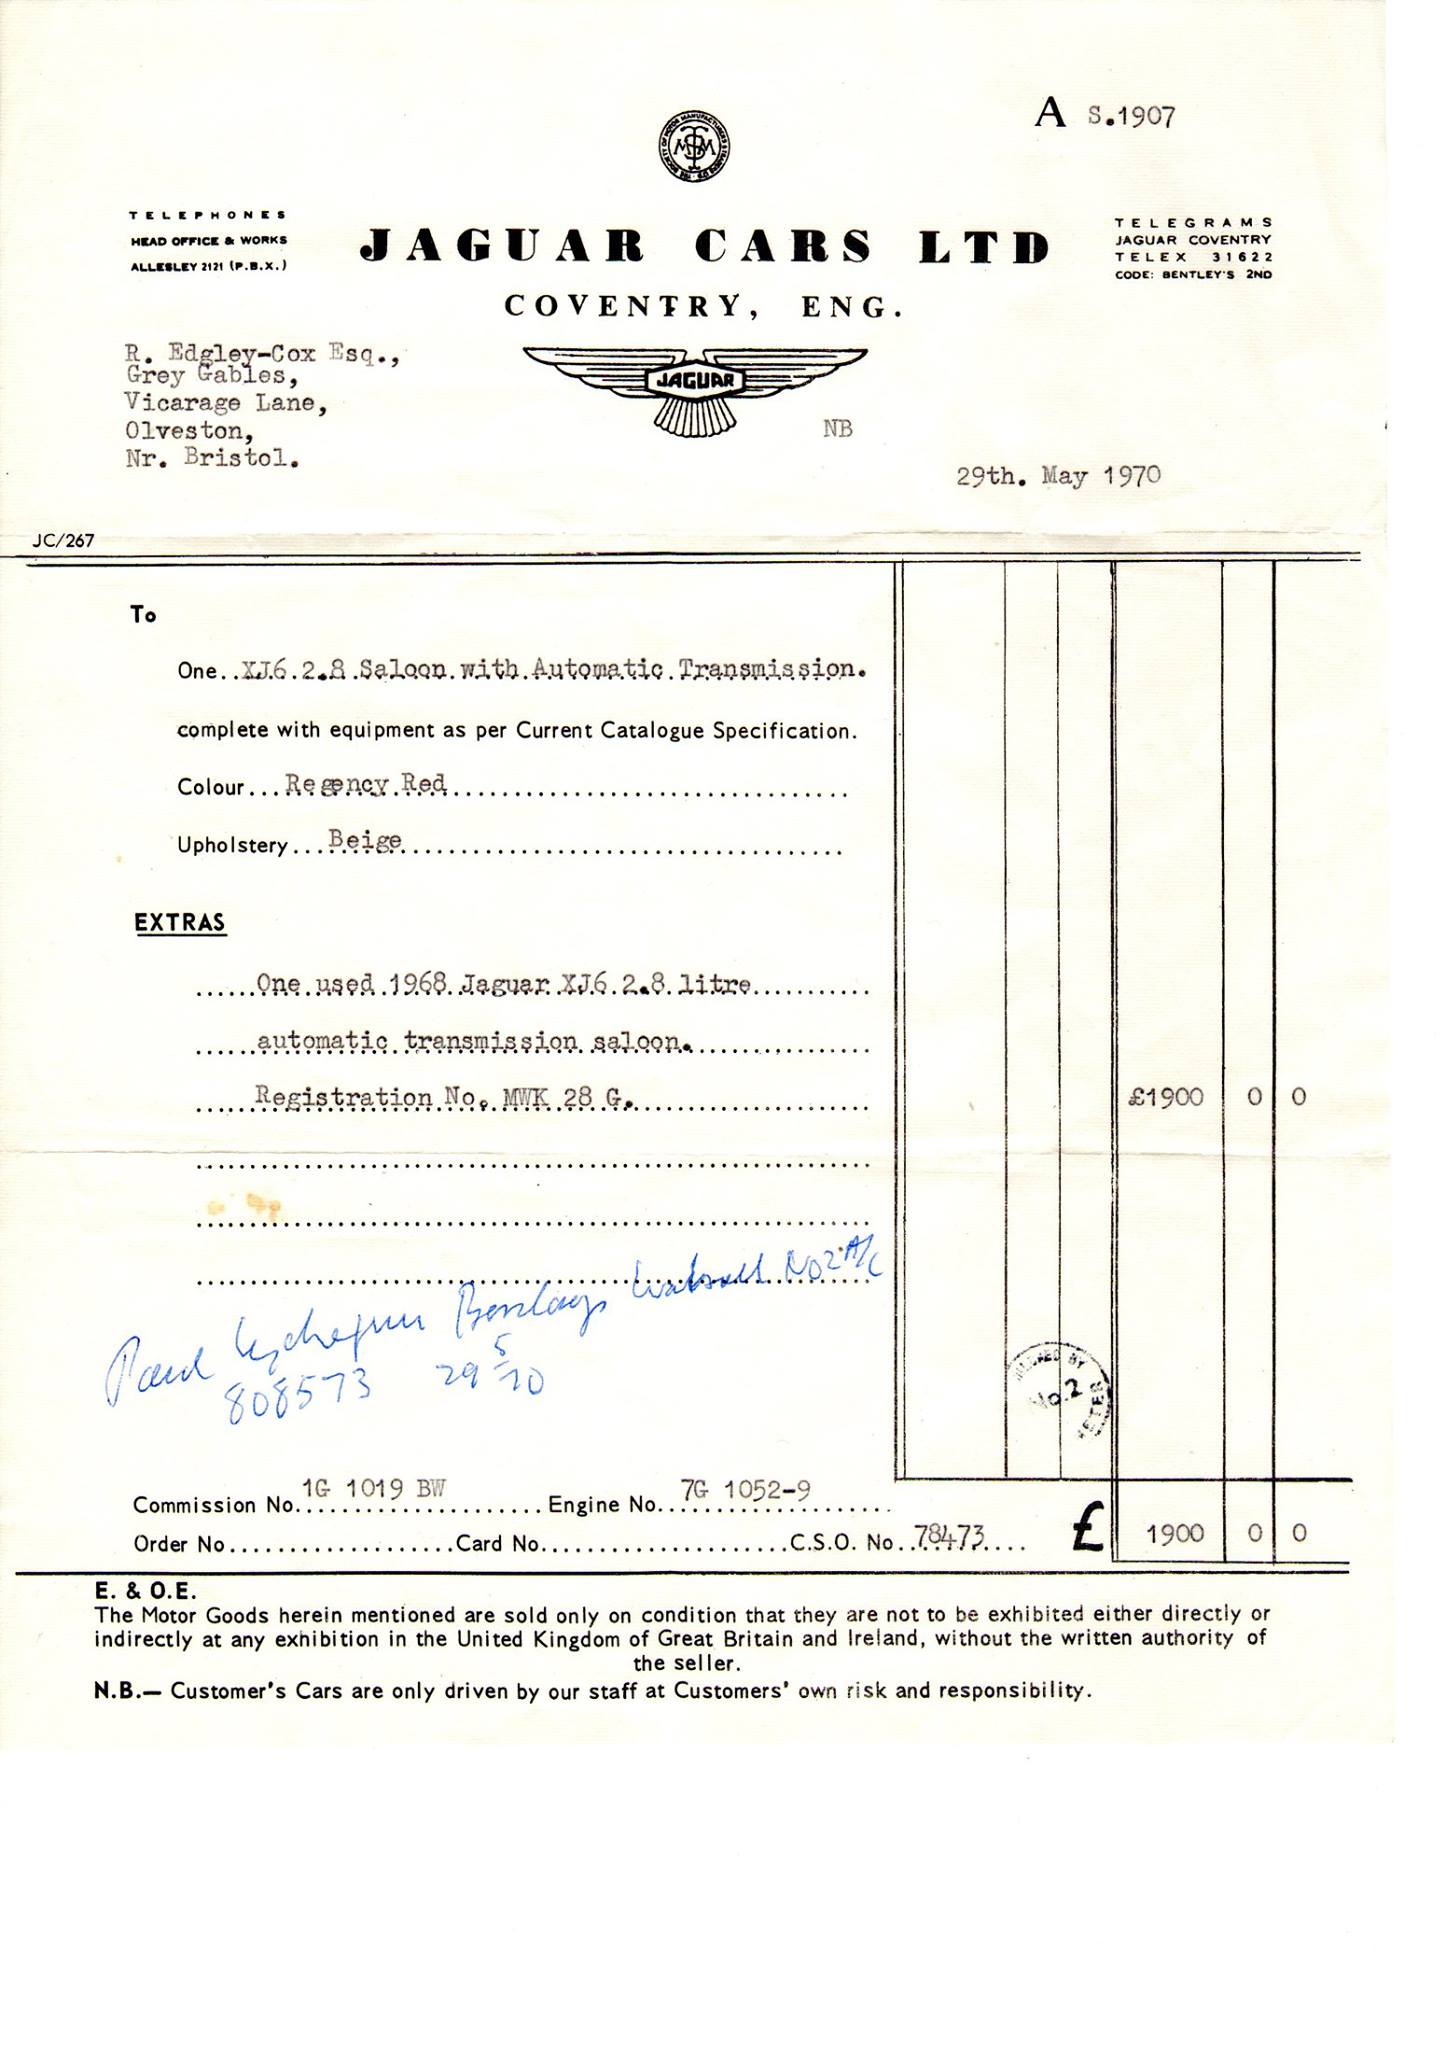 A S.1907
THE SOCIETY OF MOTOR MANUFACTURERS & TRADERS LTD
SMMT
TELEPHONES
HEAD OFFICE & WORKS
ALLESLEY 2121 (P.B.X.)
JAGUAR CARS LTD
COVENTRY, ENG.
TELEGRAMS
JAGUAR COVENTRY
TELEX 31622
CODE: BENTLEY'S 2ND
R. Edgley-Cox Esq.,
Grey Gables,
Vicarage Lane,
Olveston,
Nr. Bristol.
JAGUAR
NB
29th. May 1970
JC/267
To
One..XJ6.2.8 Saloon with Automatic Transmission.
complete with equipment as per Current Catalogue Specification.
Colour...Regency Red
Upholstery...Beige
EXTRAS
One used 1968 Jaguar XJ6 2.8 litre
automatic transmission saloon.
Registration No. MWK 28 G. £1900 0 0
Paid by cheque Barclays Walsall No 2 A/C
808573 29 5/70
No.2
Commission No. 1G 1019 BW Engine No. 7G 1052-9
Order No. Card No. C.S.O. No. 78473 £ 1900 0 0
E. & O.E.
The Motor Goods herein mentioned are sold only on condition that they are not to be exhibited either directly or
indirectly at any exhibition in the United Kingdom of Great Britain and Ireland, without the written authority of
the seller.
N.B.— Customer's Cars are only driven by our staff at Customers' own risk and responsibility.